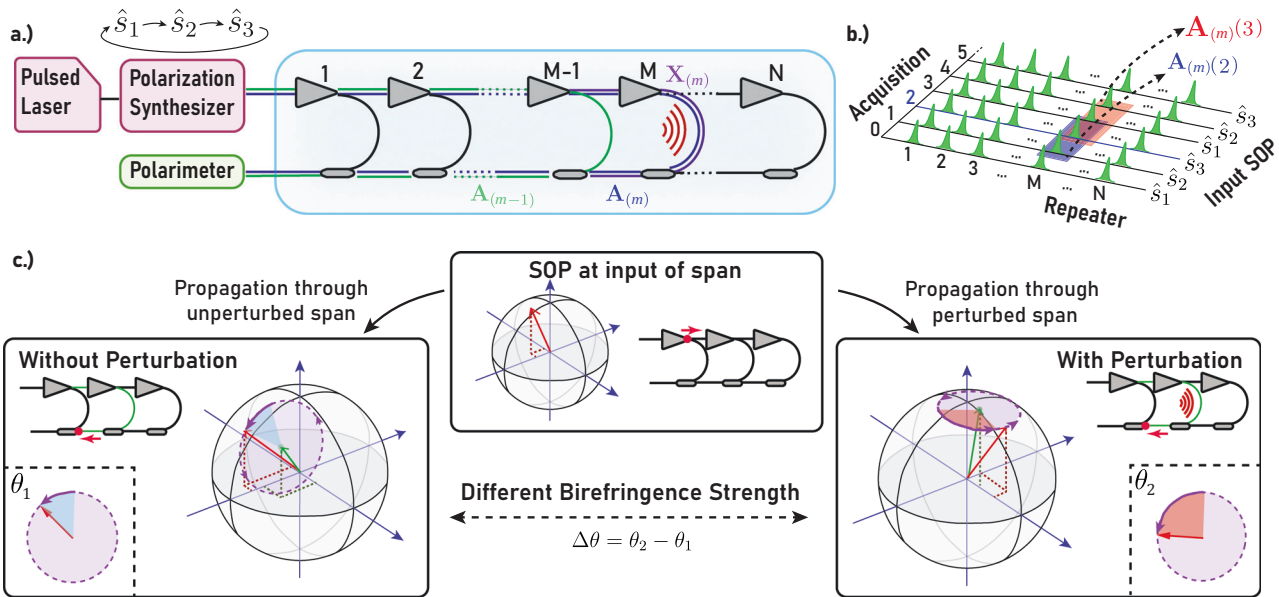 a.)
ŝ₁ → ŝ₂ → ŝ₃
Pulsed
Laser
Polarization
Synthesizer
Polarimeter
1
2
M-1
M
N
X₍ₘ₎
A₍ₘ₋₁₎
A₍ₘ₎
b.)
A₍ₘ₎(3)
A₍ₘ₎(2)
Acquisition
5
4
3
2
1
0
1
2
3
...
M
...
N
Repeater
ŝ₃
ŝ₂
ŝ₁
ŝ₃
ŝ₂
ŝ₁
Input SOP
c.)
SOP at input of span
Propagation through
unperturbed span
Propagation through
perturbed span
Without Perturbation
θ₁
With Perturbation
θ₂
Different Birefringence Strength
Δθ = θ₂ − θ₁